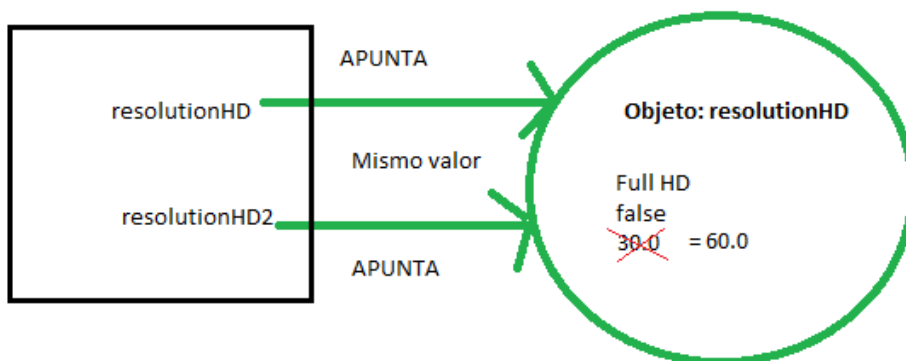 APUNTA
resolutionHD
Objeto: resolutionHD
Mismo valor
Full HD
resolutionHD2
false
30.0 = 60.0
APUNTA